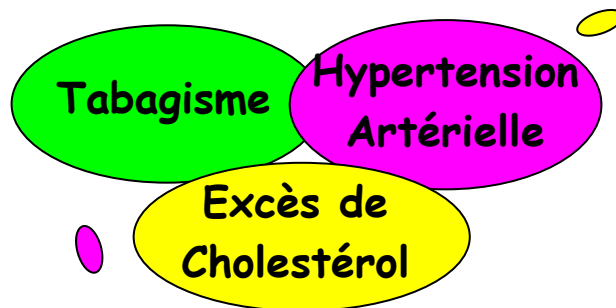 Tabagisme
Hypertension
Artérielle
Excès de
Cholestérol